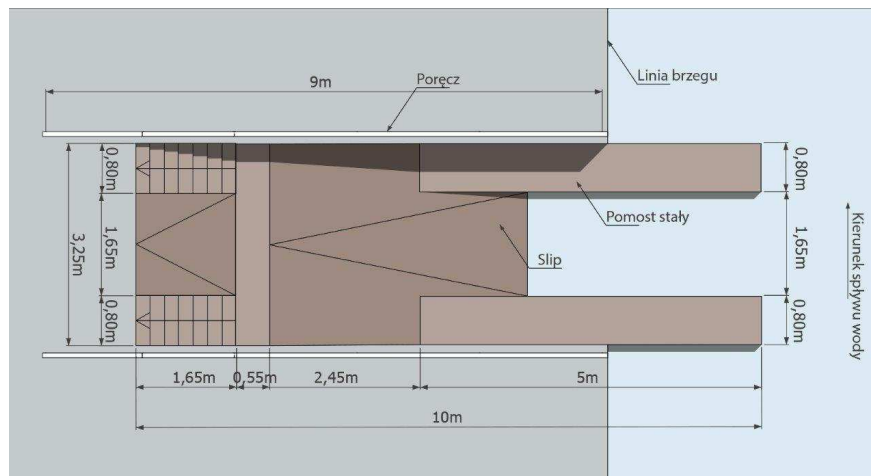 Linia brzegu
9m
Poręcz
0,80m
0,80m
1,65m
3,25m
0,80m
Pomost stały
Slip
1,65m
0,80m
Kierunek spływu wody
1,65m
0,55m
2,45m
5m
10m